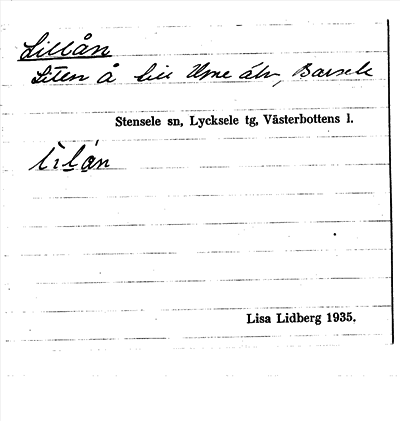 Lillån
Liten å till Ume älv, Barsele
Stensele sn, Lycksele tg, Västerbottens l.
Lisa Lidberg 1935.